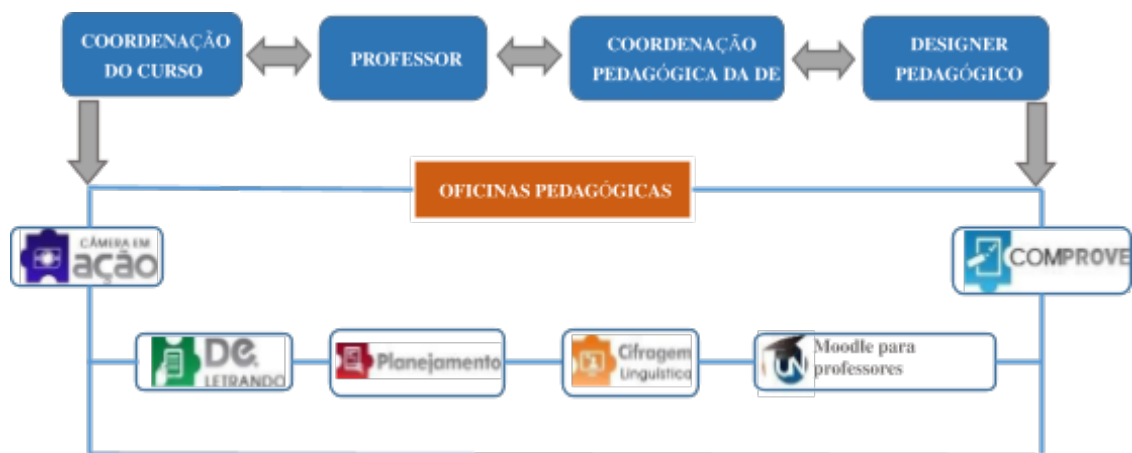 COORDENAÇÃO
DO CURSO
PROFESSOR
COORDENAÇÃO
PEDAGÓGICA DA DE
DESIGNER
PEDAGÓGICO
OFICINAS PEDAGÓGICAS
CÂMERA EM
ação
COMPROVE
De.
LETRANDO
Planejamento
Cifragem
Linguística
UN
Moodle para
professores